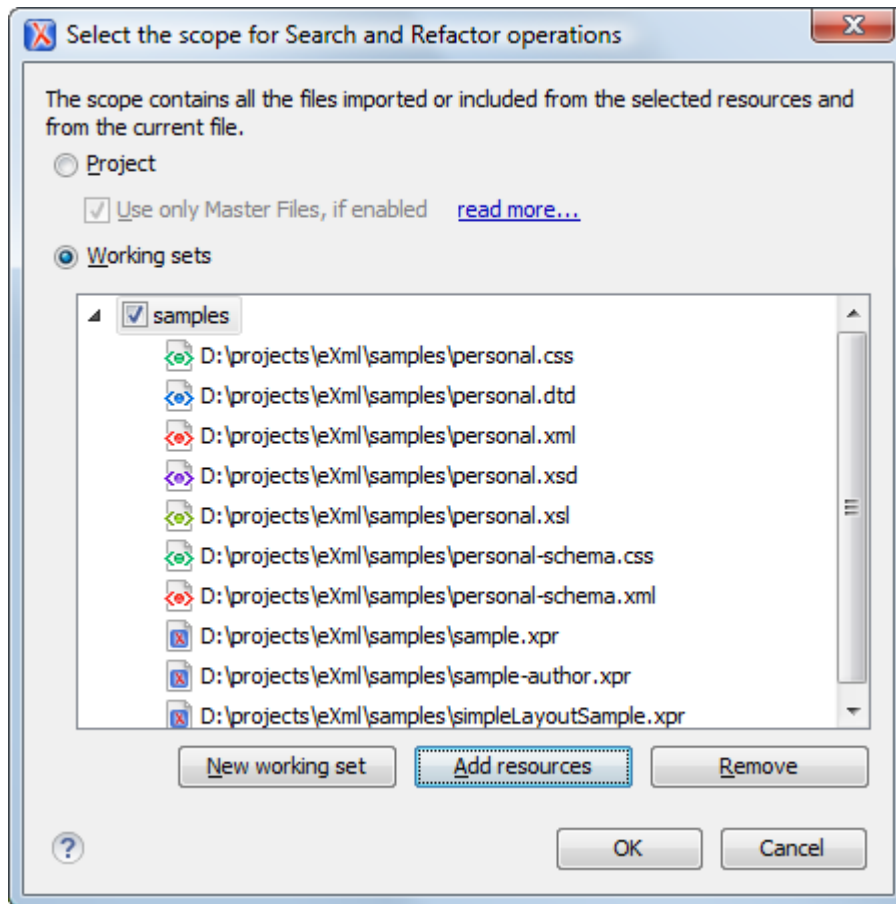 Select the scope for Search and Refactor operations
The scope contains all the files imported or included from the selected resources and
from the current file.
Project
Use only Master Files, if enabled read more...
Working sets
samples
D:\projects\eXml\samples\personal.css
D:\projects\eXml\samples\personal.dtd
D:\projects\eXml\samples\personal.xml
D:\projects\eXml\samples\personal.xsd
D:\projects\eXml\samples\personal.xsl
D:\projects\eXml\samples\personal-schema.css
D:\projects\eXml\samples\personal-schema.xml
D:\projects\eXml\samples\sample.xpr
D:\projects\eXml\samples\sample-author.xpr
D:\projects\eXml\samples\simpleLayoutSample.xpr
New working set Add resources Remove
? OK Cancel